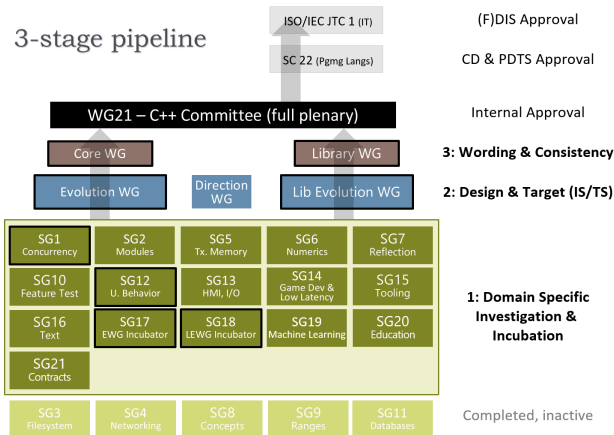 3-stage pipeline
ISO/IEC JTC 1 (IT)
(F)DIS Approval
SC 22 (Pgmg Langs)
CD & PDTS Approval
WG21 – C++ Committee (full plenary)
Internal Approval
Core WG
Library WG
3: Wording & Consistency
Evolution WG
Direction
WG
Lib Evolution WG
2: Design & Target (IS/TS)
SG1
Concurrency
SG2
Modules
SG5
Tx. Memory
SG6
Numerics
SG7
Reflection
SG10
Feature Test
SG12
U. Behavior
SG13
HMI, I/O
SG14
Game Dev &
Low Latency
SG15
Tooling
1: Domain Specific
Investigation &
Incubation
SG16
Text
SG17
EWG Incubator
SG18
LEWG Incubator
SG19
Machine Learning
SG20
Education
SG21
Contracts
SG3
Filesystem
SG4
Networking
SG8
Concepts
SG9
Ranges
SG11
Databases
Completed, inactive